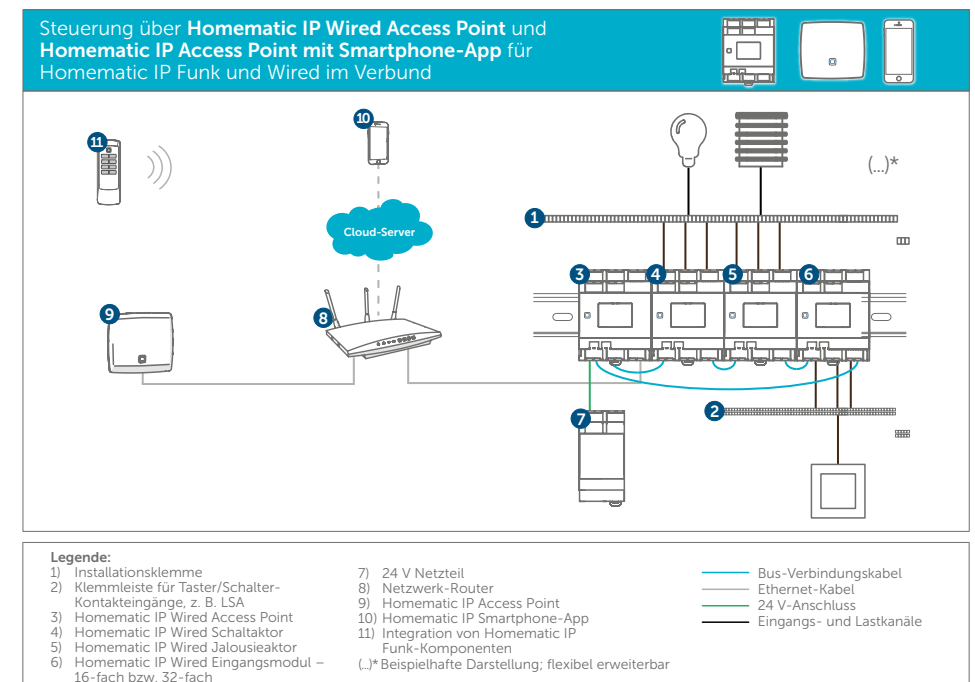 Steuerung über Homematic IP Wired Access Point und
Homematic IP Access Point mit Smartphone-App für
Homematic IP Funk und Wired im Verbund
11
10
(...)*
1
Cloud-Server
3
4
5
6
9
8
2
7
Legende:
1) Installationsklemme
2) Klemmleiste für Taster/Schalter-
Kontakteingänge, z. B. LSA
3) Homematic IP Wired Access Point
4) Homematic IP Wired Schaltaktor
5) Homematic IP Wired Jalousieaktor
6) Homematic IP Wired Eingangsmodul –
16-fach bzw. 32-fach
7) 24 V Netzteil
8) Netzwerk-Router
9) Homematic IP Access Point
10) Homematic IP Smartphone-App
11) Integration von Homematic IP
Funk-Komponenten
(...)* Beispielhafte Darstellung; flexibel erweiterbar
Bus-Verbindungskabel
Ethernet-Kabel
24 V-Anschluss
Eingangs- und Lastkanäle